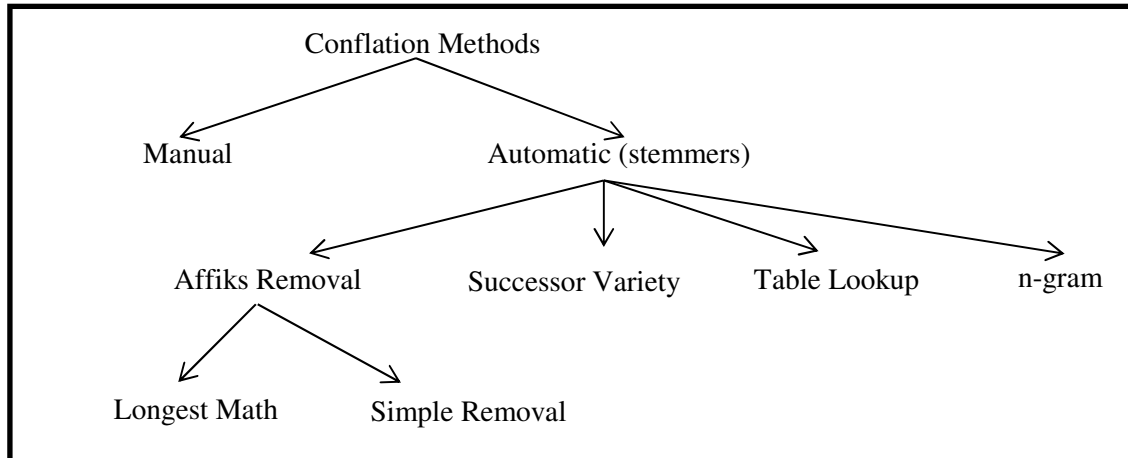 Conflation Methods
Manual
Automatic (stemmers)
Affiks Removal
Successor Variety
Table Lookup
n-gram
Longest Math
Simple Removal